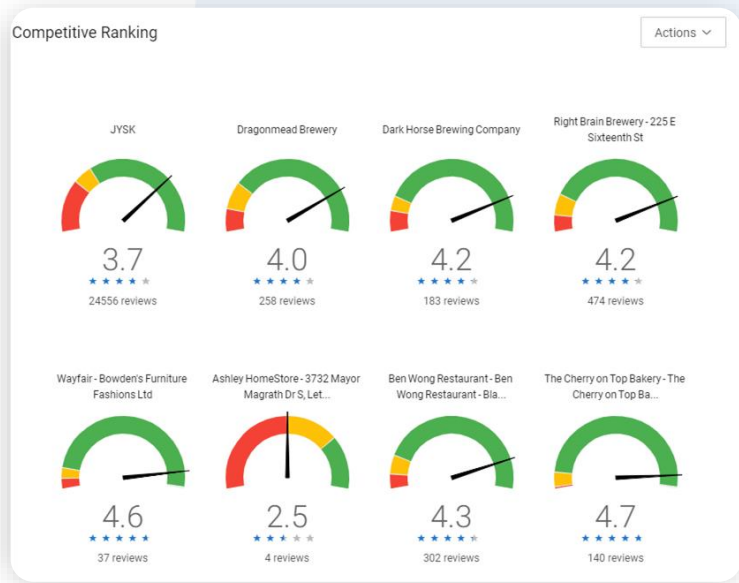 Competitive Ranking
Actions
JYSK
Dragonmead Brewery
Dark Horse Brewing Company
Right Brain Brewery - 225 E
Sixteenth St
3.7
4.0
4.2
4.2
24556 reviews
258 reviews
183 reviews
474 reviews
Wayfair - Bowden's Furniture
Fashions Ltd
Ashley HomeStore - 3732 Mayor
Magrath Dr S, Let...
Ben Wong Restaurant - Ben
Wong Restaurant - Bla...
The Cherry on Top Bakery - The
Cherry on Top Ba...
4.6
2.5
4.3
4.7
37 reviews
4 reviews
302 reviews
140 reviews